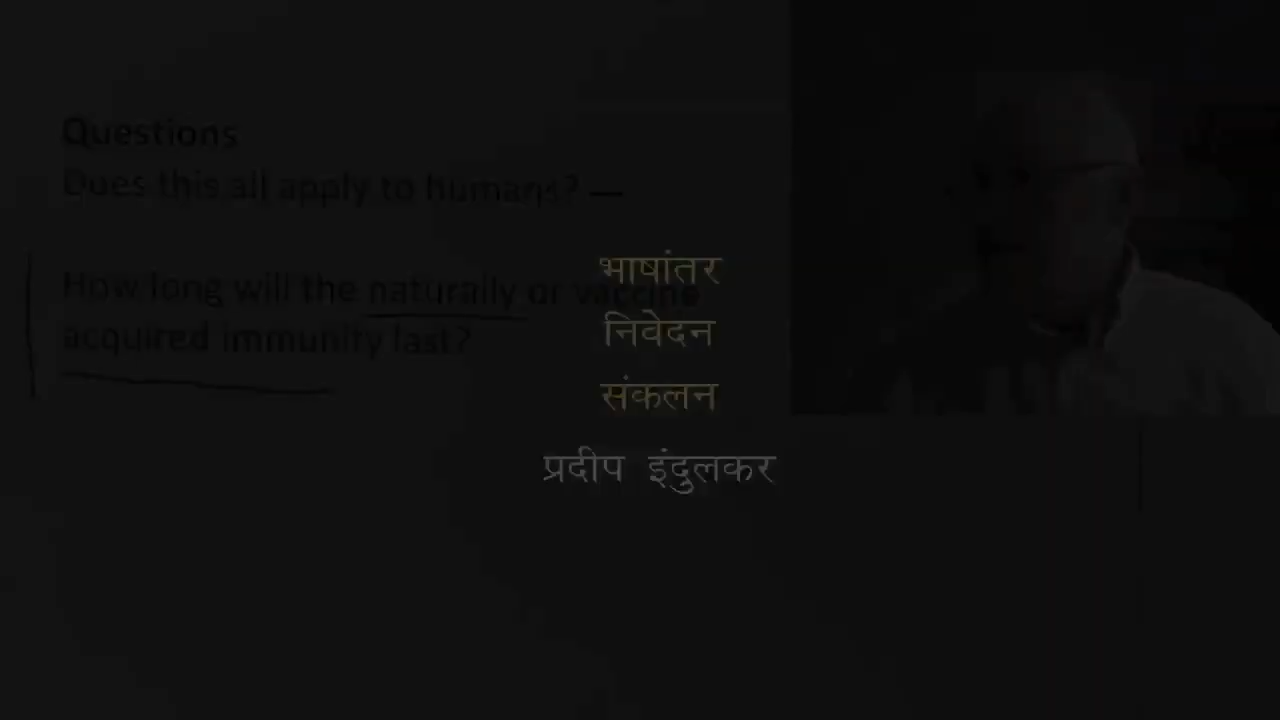 Questions
Does this all apply to humans? —
How long will the naturally or vaccine
acquired immunity last?
भाषांतर
निवेदन
संकलन
प्रदीप इंदुलकर